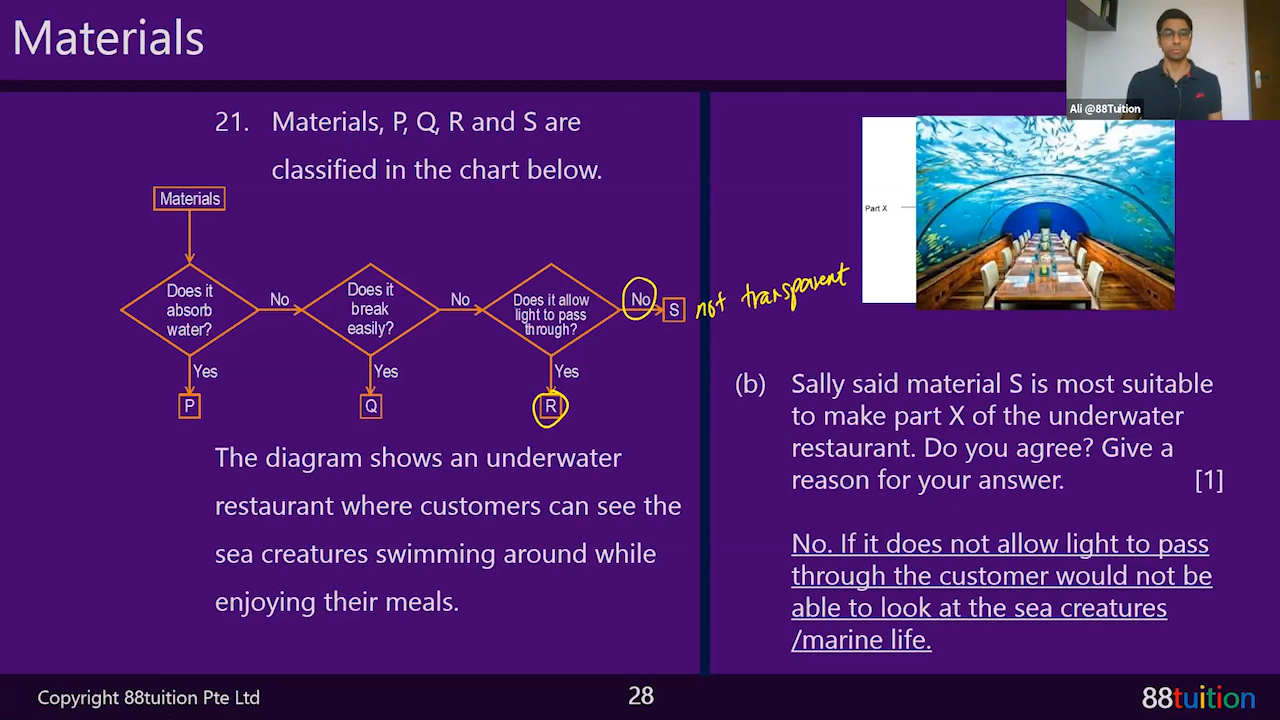 Materials
Ali @88Tuition
21. Materials, P, Q, R and S are
classified in the chart below.
Materials
Does it
absorb
water?
No
Yes
P
Does it
break
easily?
No
Yes
Q
Does it allow
light to pass
through?
No
S
Yes
R
not transparent
The diagram shows an underwater
restaurant where customers can see the
sea creatures swimming around while
enjoying their meals.
Part X
(b) Sally said material S is most suitable
to make part X of the underwater
restaurant. Do you agree? Give a
reason for your answer. [1]
No. If it does not allow light to pass
through the customer would not be
able to look at the sea creatures
/marine life.
Copyright 88tuition Pte Ltd
28
88tuition